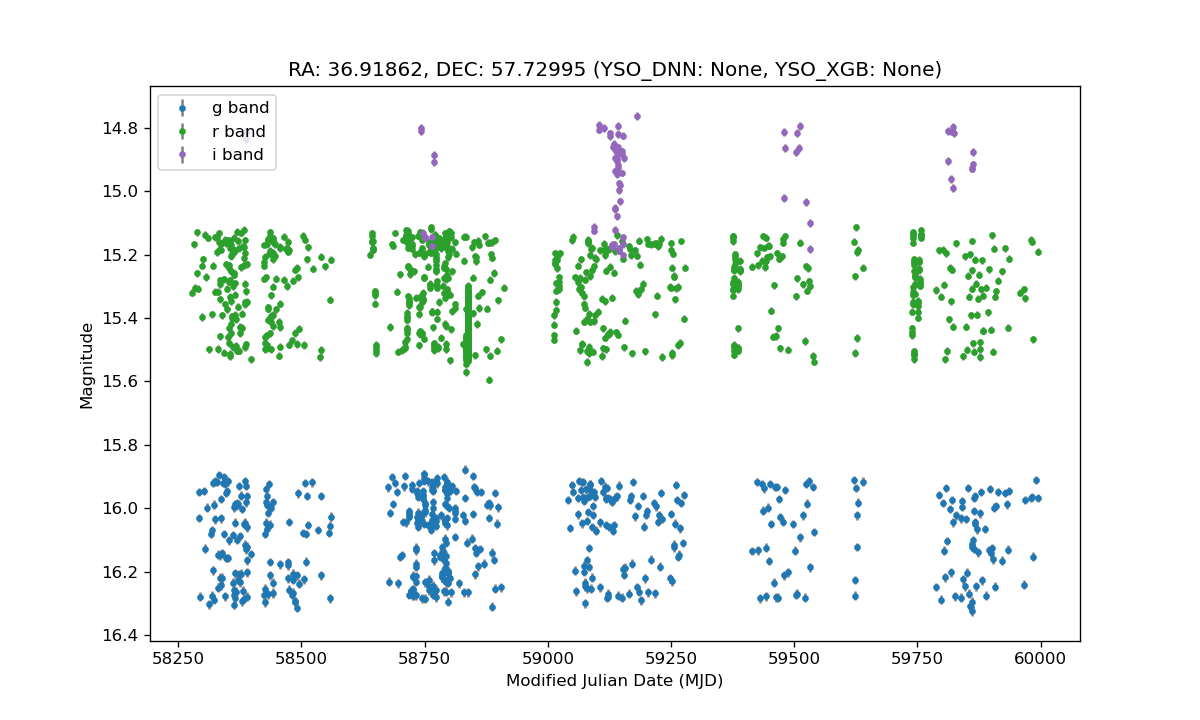 RA: 36.91862, DEC: 57.72995 (YSO_DNN: None, YSO_XGB: None)
g band
r band
i band
14.8
15.0
15.2
15.4
15.6
15.8
16.0
16.2
16.4
Magnitude
58250 58500 58750 59000 59250 59500 59750 60000
Modified Julian Date (MJD)